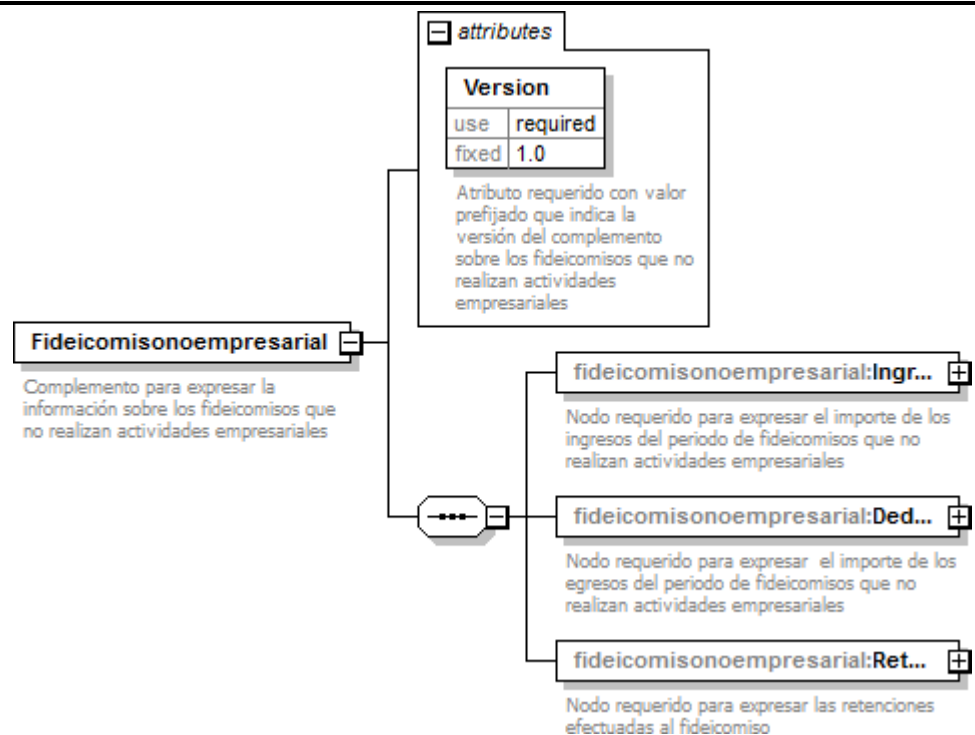 attributes
Version
use required
fixed 1.0
Atributo requerido con valor
prefijado que indica la
versión del complemento
sobre los fideicomisos que no
realizan actividades
empresariales
Fideicomisonoempresarial
Complemento para expresar la
información sobre los fideicomisos que
no realizan actividades empresariales
fideicomisonoempresarial:Ingr...
Nodo requerido para expresar el importe de los
ingresos del periodo de fideicomisos que no
realizan actividades empresariales
fideicomisonoempresarial:Ded...
Nodo requerido para expresar  el importe de los
egresos del periodo de fideicomisos que no
realizan actividades empresariales
fideicomisonoempresarial:Ret...
Nodo requerido para expresar las retenciones
efectuadas al fideicomiso